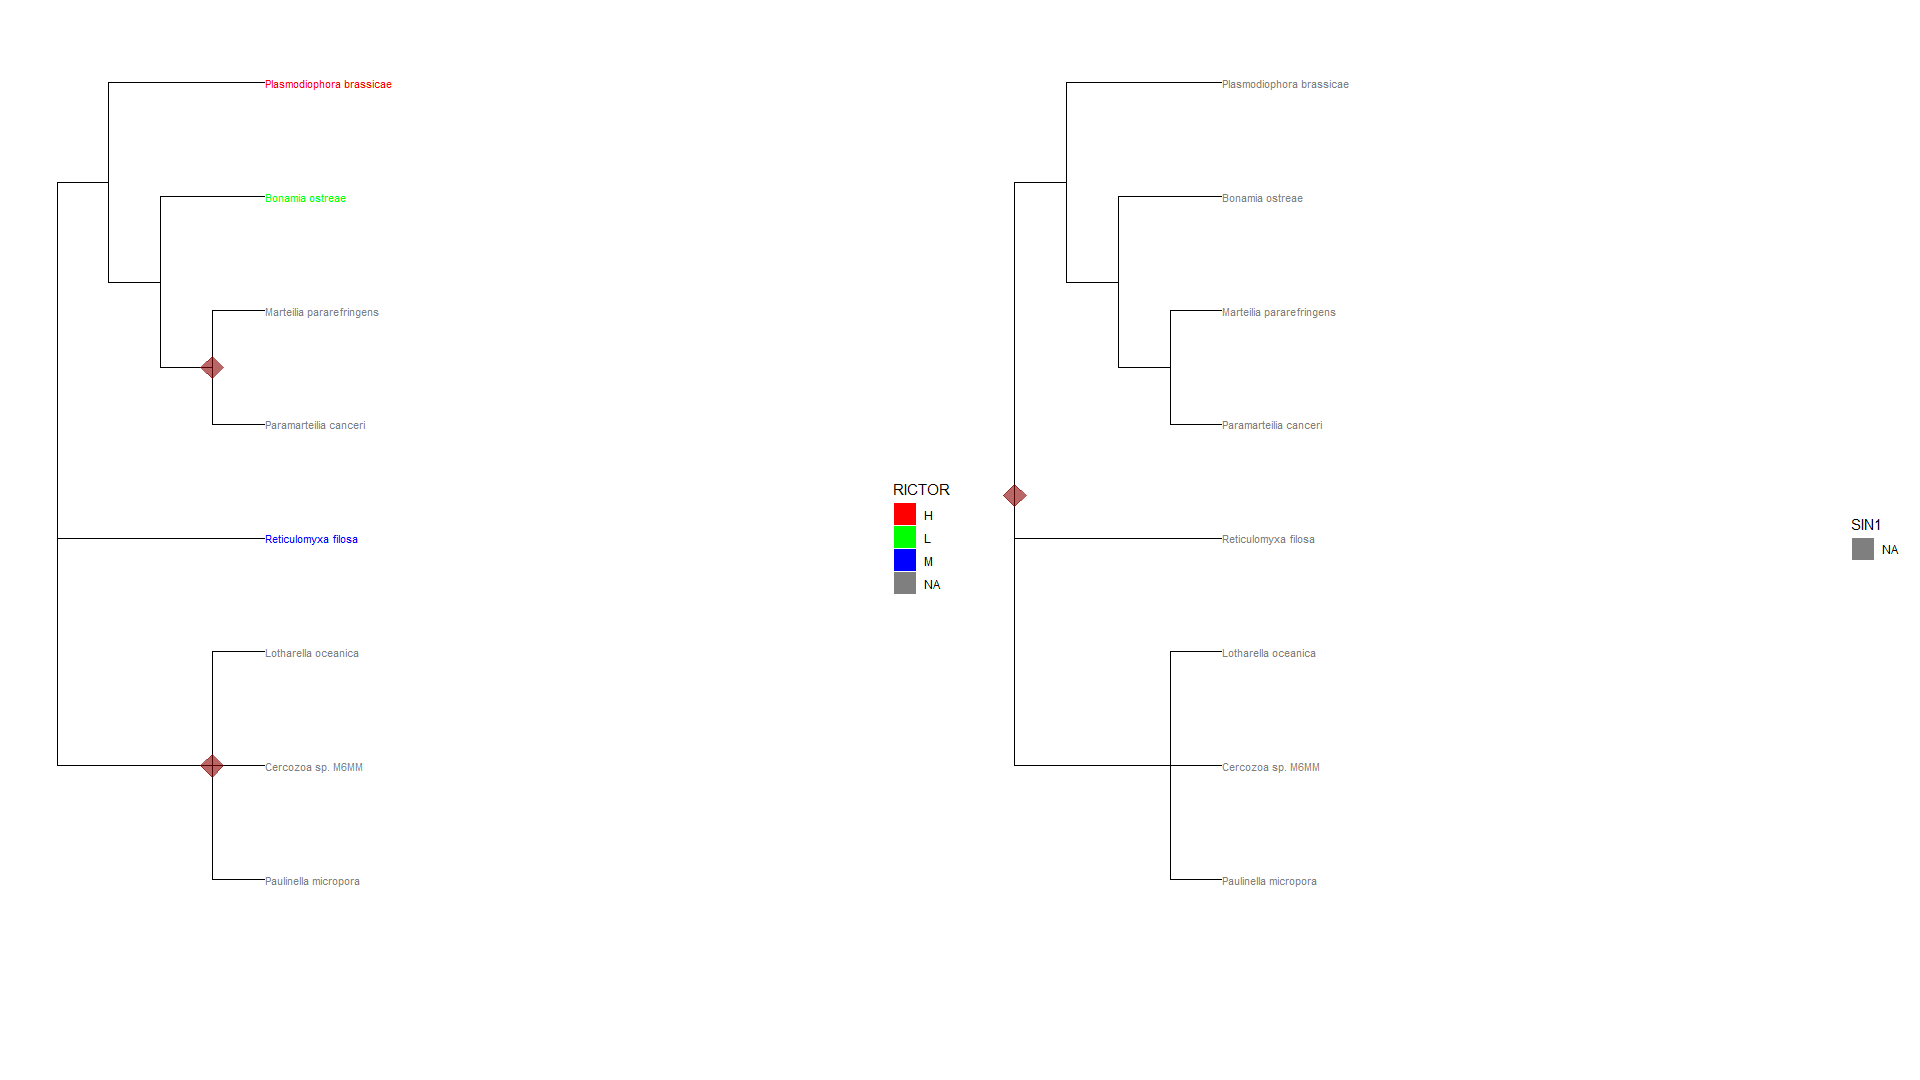 Plasmodiophora brassicae
Bonamia ostreae
Marteilia pararefringens
Paramarteilia canceri
Reticulomyxa filosa
Lotharella oceanica
Cercozoa sp. M6MM
Paulinella micropora
RICTOR
H
L
M
NA
Plasmodiophora brassicae
Bonamia ostreae
Marteilia pararefringens
Paramarteilia canceri
Reticulomyxa filosa
Lotharella oceanica
Cercozoa sp. M6MM
Paulinella micropora
SIN1
NA